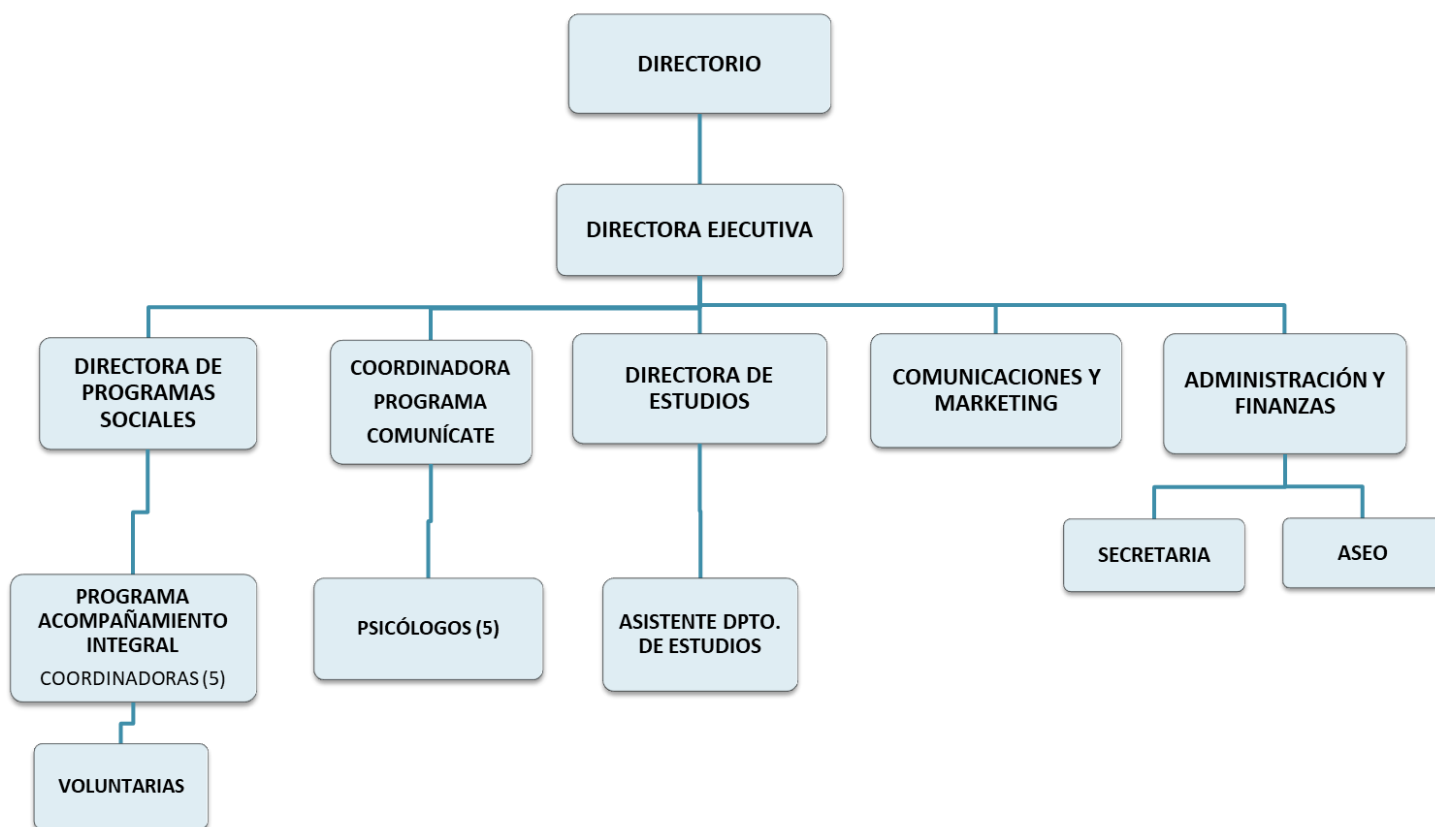 DIRECTORIO
DIRECTORA EJECUTIVA
DIRECTORA DE
PROGRAMAS
SOCIALES
COORDINADORA
PROGRAMA
COMUNÍCATE
DIRECTORA DE
ESTUDIOS
COMUNICACIONES Y
MARKETING
ADMINISTRACIÓN Y
FINANZAS
SECRETARIA
ASEO
PROGRAMA
ACOMPAÑAMIENTO
INTEGRAL
COORDINADORAS (5)
PSICÓLOGOS (5)
ASISTENTE DPTO.
DE ESTUDIOS
VOLUNTARIAS